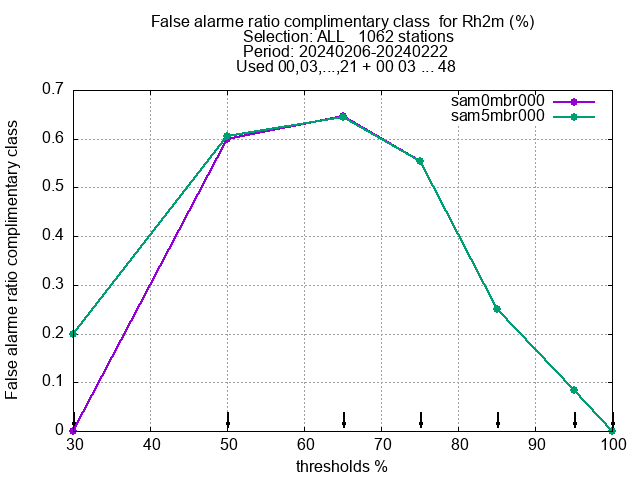 False alarme ratio complimentary class  for Rh2m (%)
Selection: ALL   1062 stations
Period: 20240206-20240222
Used 00,03,...,21 + 00 03 ... 48
sam0mbr000
sam5mbr000
False alarme ratio complimentary class
0.7
0.6
0.5
0.4
0.3
0.2
0.1
0
30 40 50 60 70 80 90 100
thresholds %